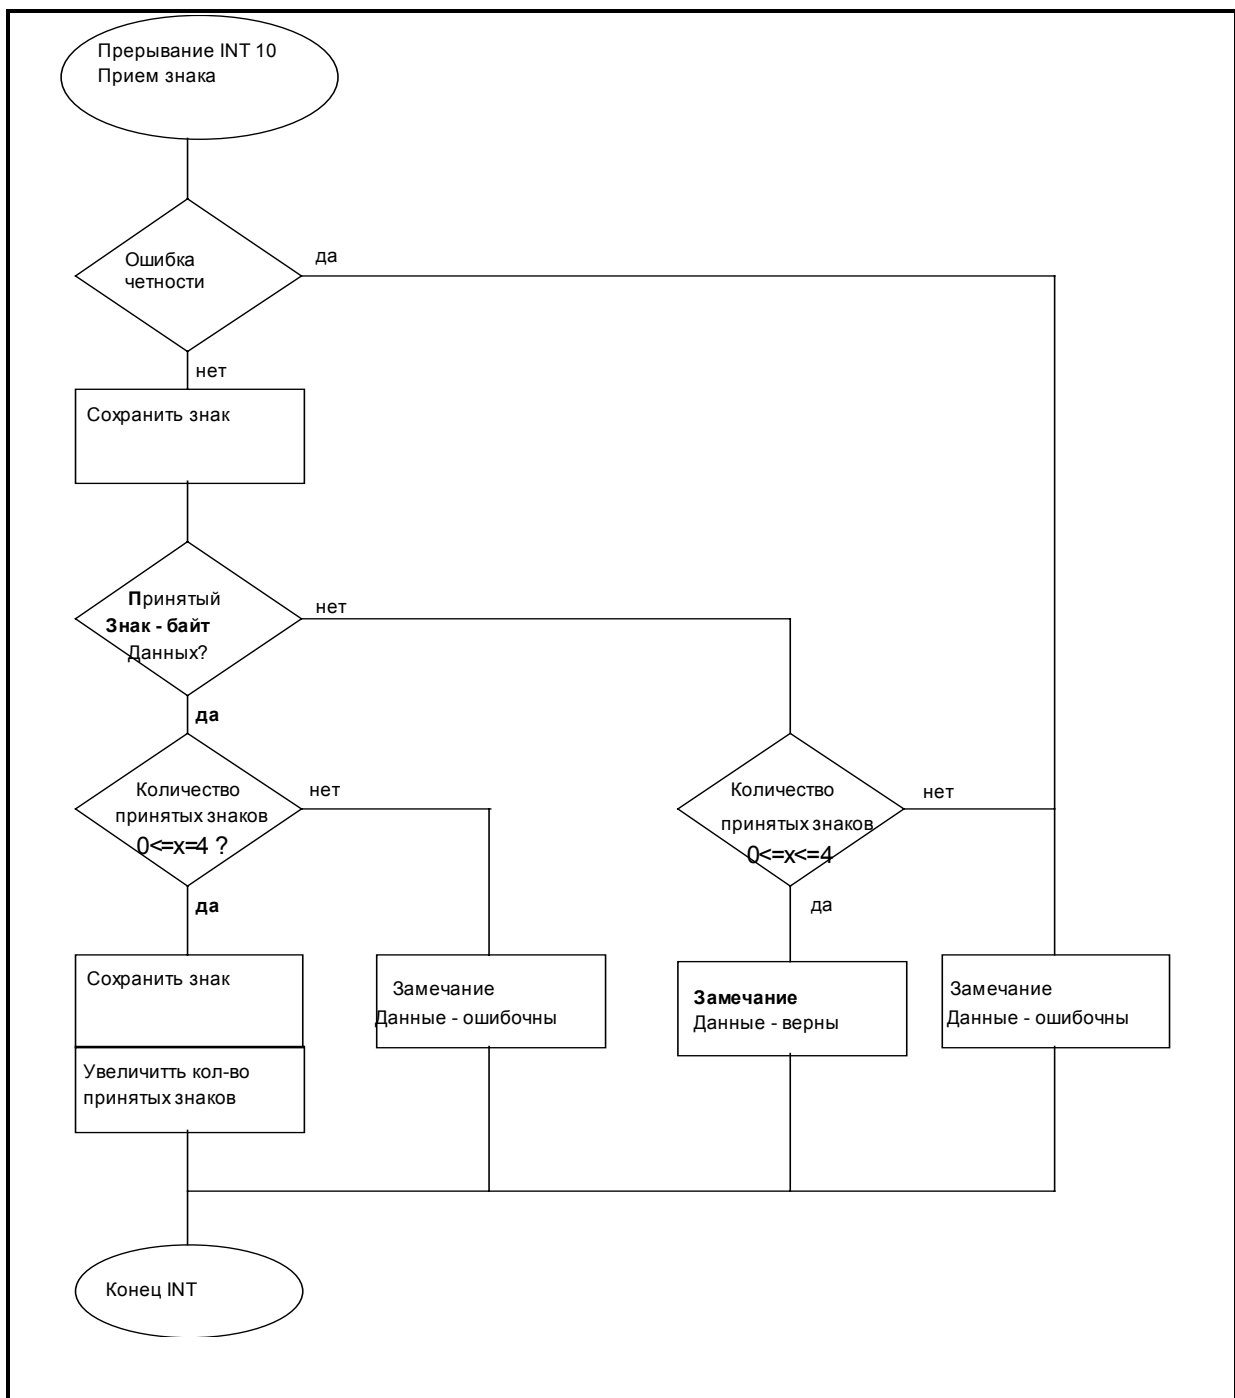 Прерывание INT 10
Прием знака
Ошибка
четности
да
нет
Сохранить знак
Принятый
Знак - байт
Данных?
нет
да
Количество
принятых знаков
0<=x=4 ?
нет
Количество
принятых знаков
0<=x<=4
нет
да
да
Сохранить знак
Замечание
Данные - ошибочны
Замечание
Данные - верны
Замечание
Данные - ошибочны
Увеличитть кол-во
принятых знаков
Конец INT